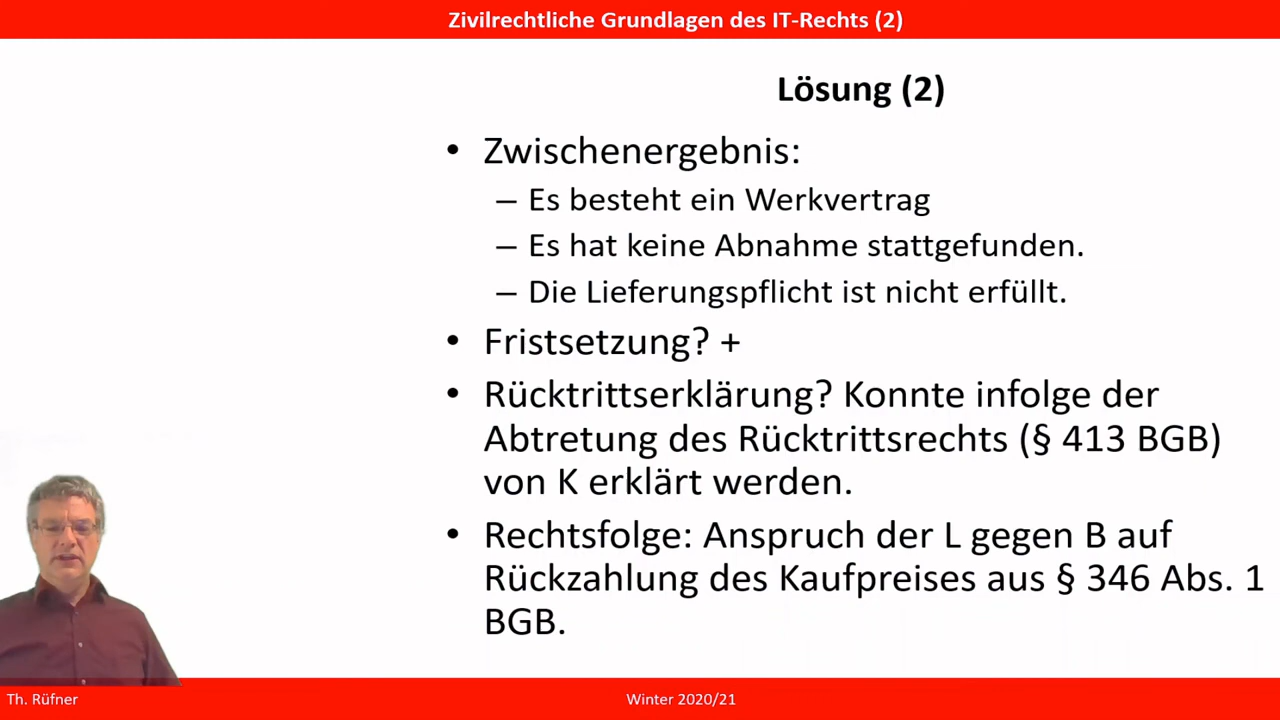 Zivilrechtliche Grundlagen des IT-Rechts (2)
Lösung (2)
• Zwischenergebnis:
– Es besteht ein Werkvertrag
– Es hat keine Abnahme stattgefunden.
– Die Lieferungspflicht ist nicht erfüllt.
• Fristsetzung? +
• Rücktrittserklärung? Konnte infolge der
Abtretung des Rücktrittsrechts (§ 413 BGB)
von K erklärt werden.
• Rechtsfolge: Anspruch der L gegen B auf
Rückzahlung des Kaufpreises aus § 346 Abs. 1
BGB.
Th. Rüfner
Winter 2020/21